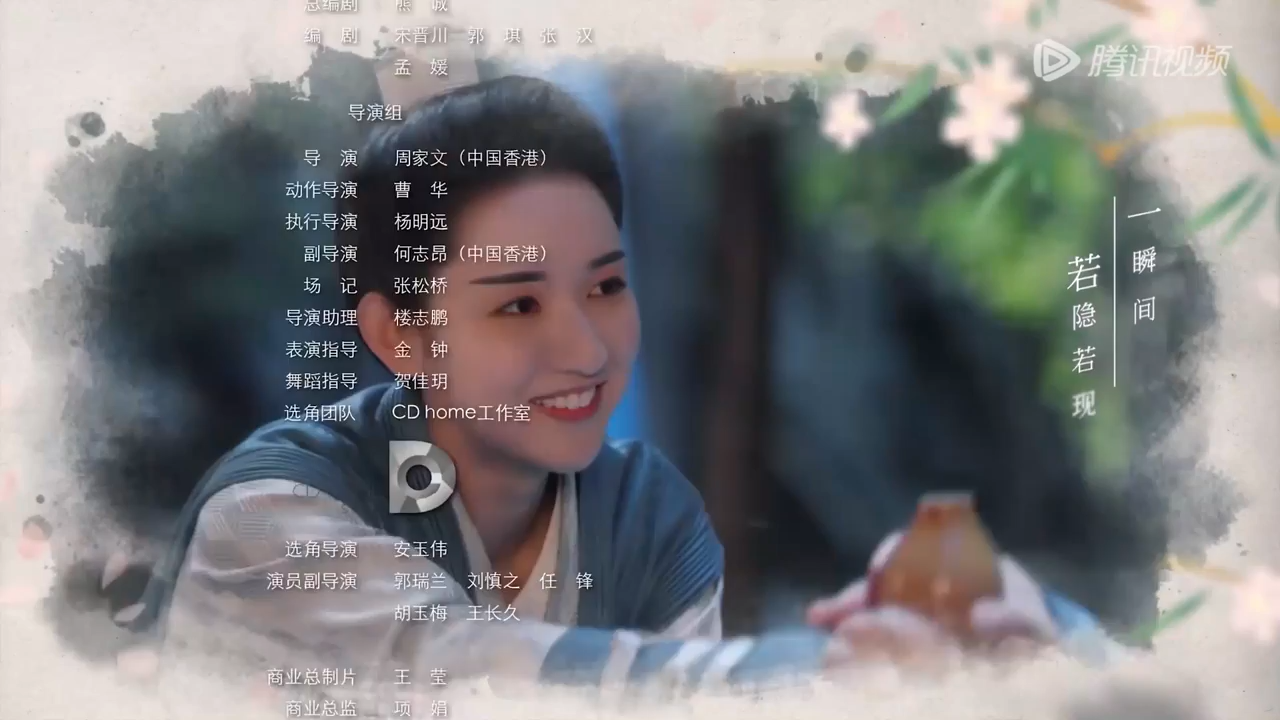 总编剧 熊 诚
编 剧 宋晋川 郭 琪 张 汉
孟 媛
导演组
导 演 周家文（中国香港）
动作导演 曹 华
执行导演 杨明远
副导演 何志昂（中国香港）
场 记 张松桥
导演助理 楼志鹏
表演指导 金 钟
舞蹈指导 贺佳玥
选角团队 CD home工作室
选角导演 安玉伟
演员副导演 郭瑞兰 刘慎之 任 锋
胡玉梅 王长久
商业总制片 王 莹
商业总监 项 娟
腾讯视频
一瞬间
若隐若现